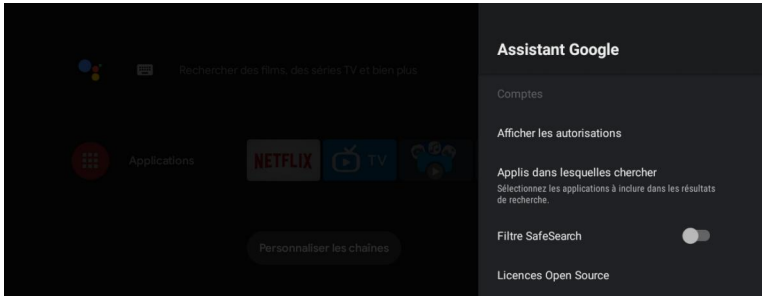 Assistant Google
Rechercher des films, des séries TV et bien plus
Comptes
Afficher les autorisations
Applications
NETFLIX
TV
Applis dans lesquelles chercher
Sélectionnez les applications à inclure dans les résultats
de recherche.
Personnaliser les chaînes
Filtre SafeSearch
Licences Open Source